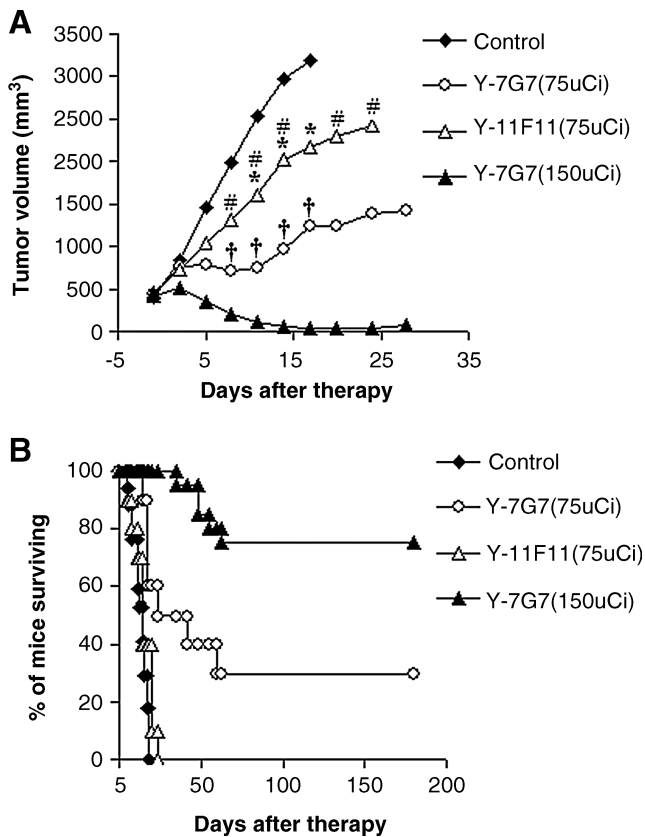 A
Tumor volume (mm³)
3500
3000
2500
2500
1500
1000
500
0
-5
5
15
25
35
Days after therapy
#
#
*
#
*
*
#
#
†
†
†
†
Control
Y-7G7(75uCi)
Y-11F11(75uCi)
Y-7G7(150uCi)
B
% of mice surviving
100
80
60
40
20
0
5
50
100
150
200
Days after therapy
Control
Y-7G7(75uCi)
Y-11F11(75uCi)
Y-7G7(150uCi)